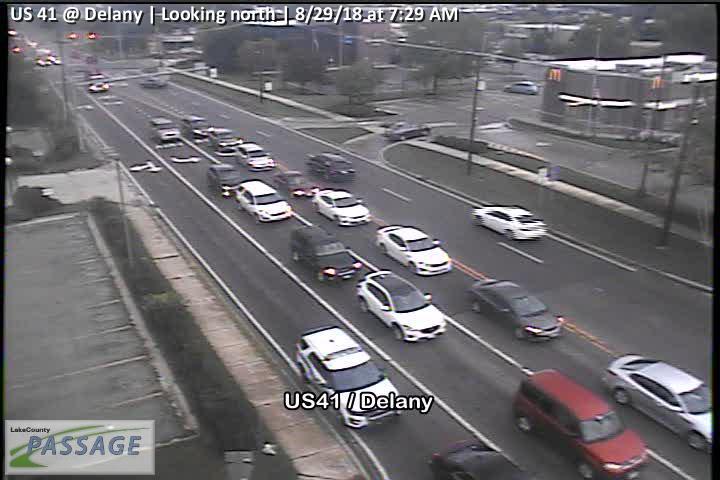 US 41 @ Delany | Looking north | 8/29/18 at 7:29 AM
US41 / Delany
LakeCounty
PASSAGE